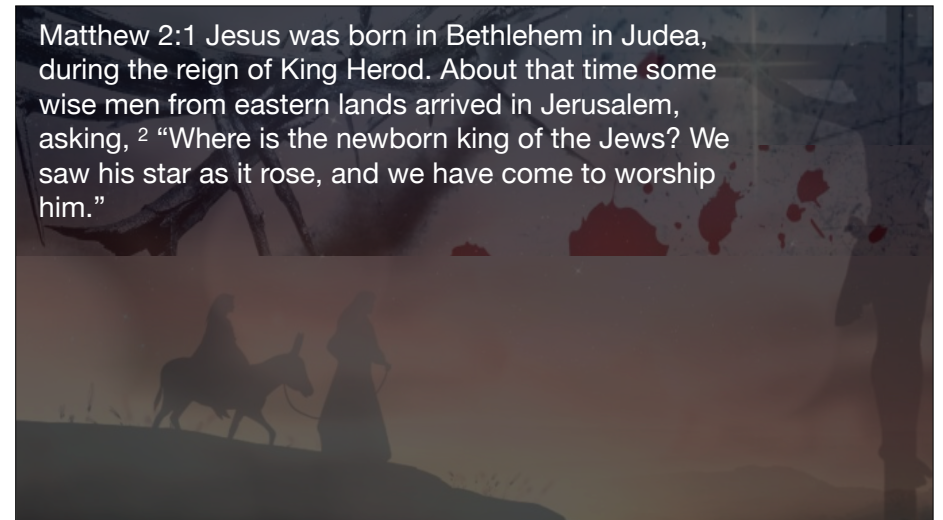 Matthew 2:1 Jesus was born in Bethlehem in Judea,
during the reign of King Herod. About that time some
wise men from eastern lands arrived in Jerusalem,
asking, ² “Where is the newborn king of the Jews? We
saw his star as it rose, and we have come to worship
him.”